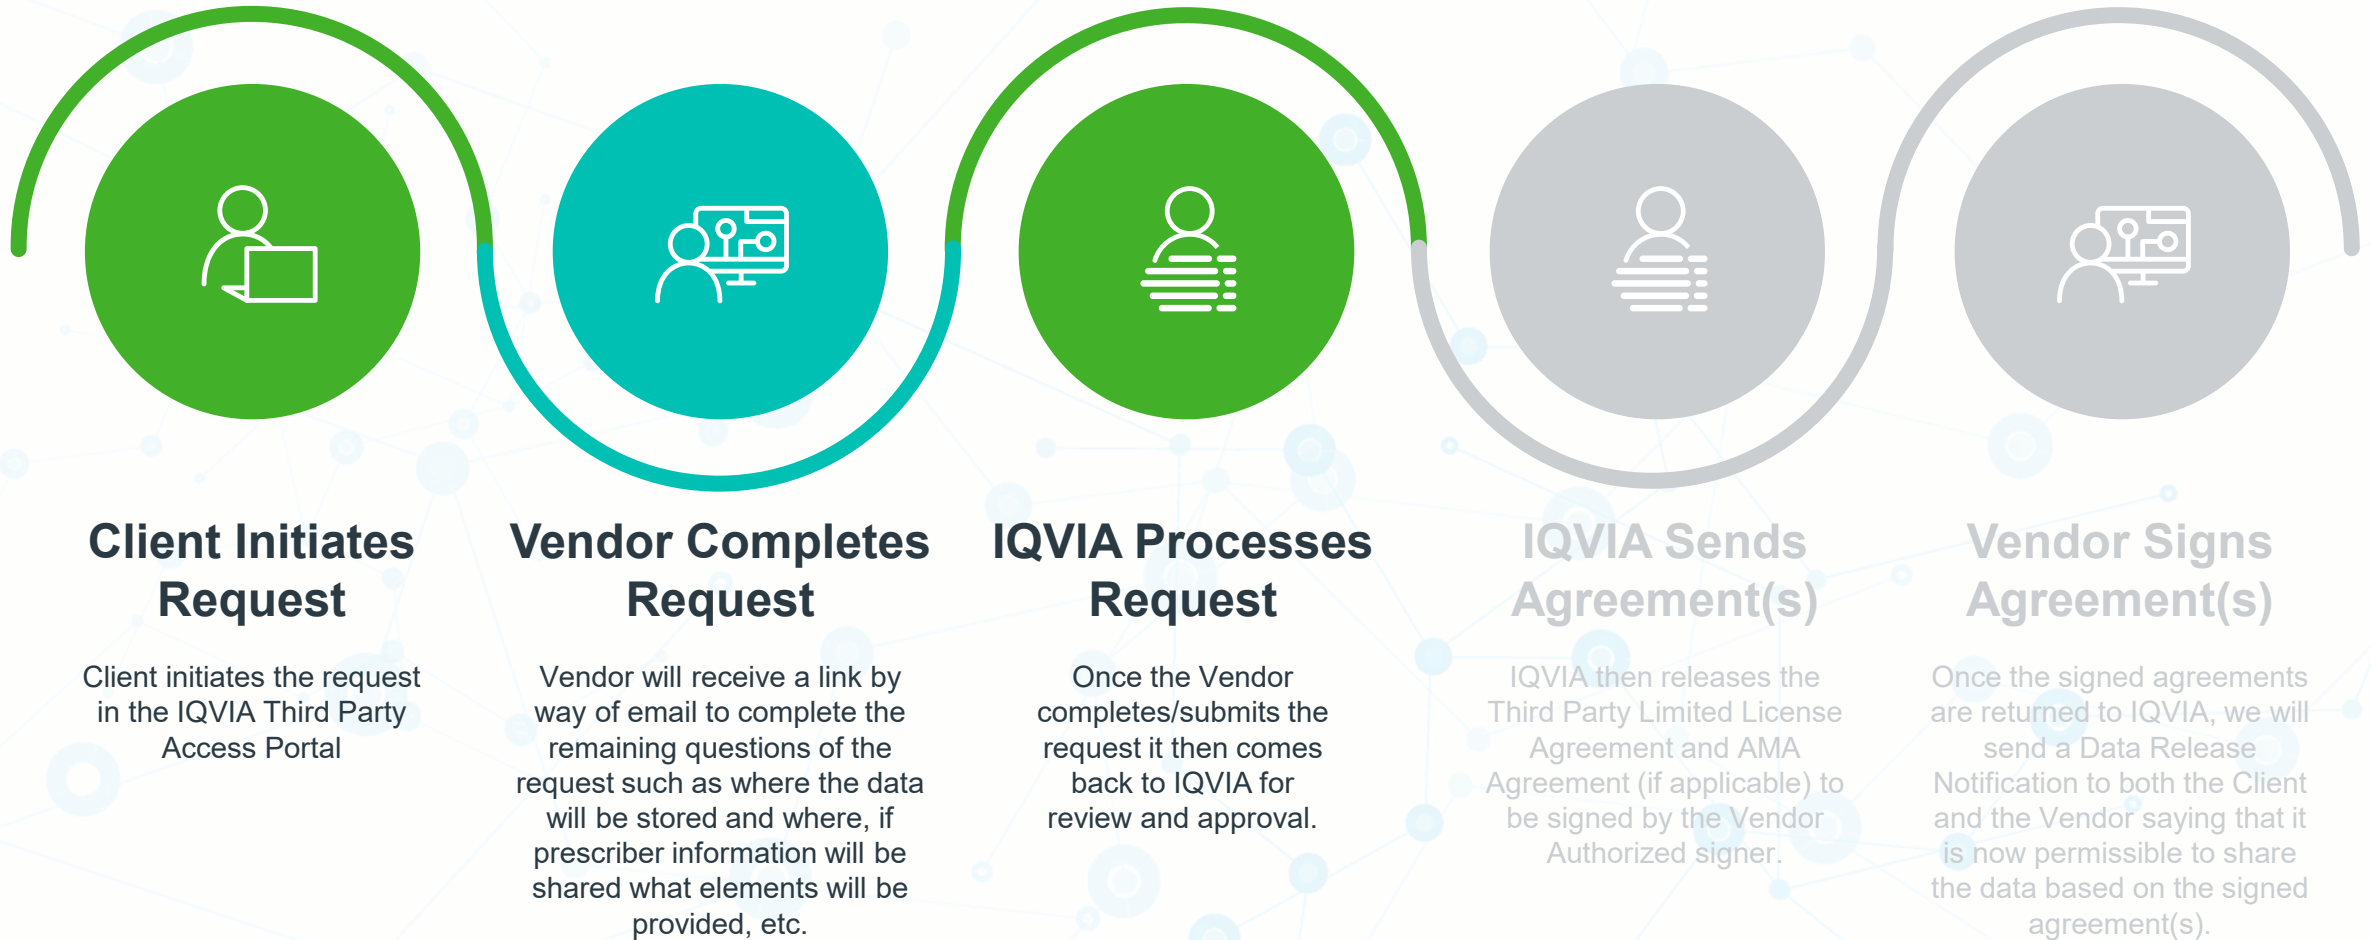 Client Initiates
Request
Client initiates the request
in the IQVIA Third Party
Access Portal
Vendor Completes
Request
Vendor will receive a link by
way of email to complete the
remaining questions of the
request such as where the data
will be stored and where, if
prescriber information will be
shared what elements will be
provided, etc.
IQVIA Processes
Request
Once the Vendor
completes/submits the
request it then comes
back to IQVIA for
review and approval.
IQVIA Sends
Agreement(s)
IQVIA then releases the
Third Party Limited License
Agreement and AMA
Agreement (if applicable) to
be signed by the Vendor
Authorized signer.
Vendor Signs
Agreement(s)
Once the signed agreements
are returned to IQVIA, we will
send a Data Release
Notification to both the Client
and the Vendor saying that it
is now permissible to share
the data based on the signed
agreement(s).